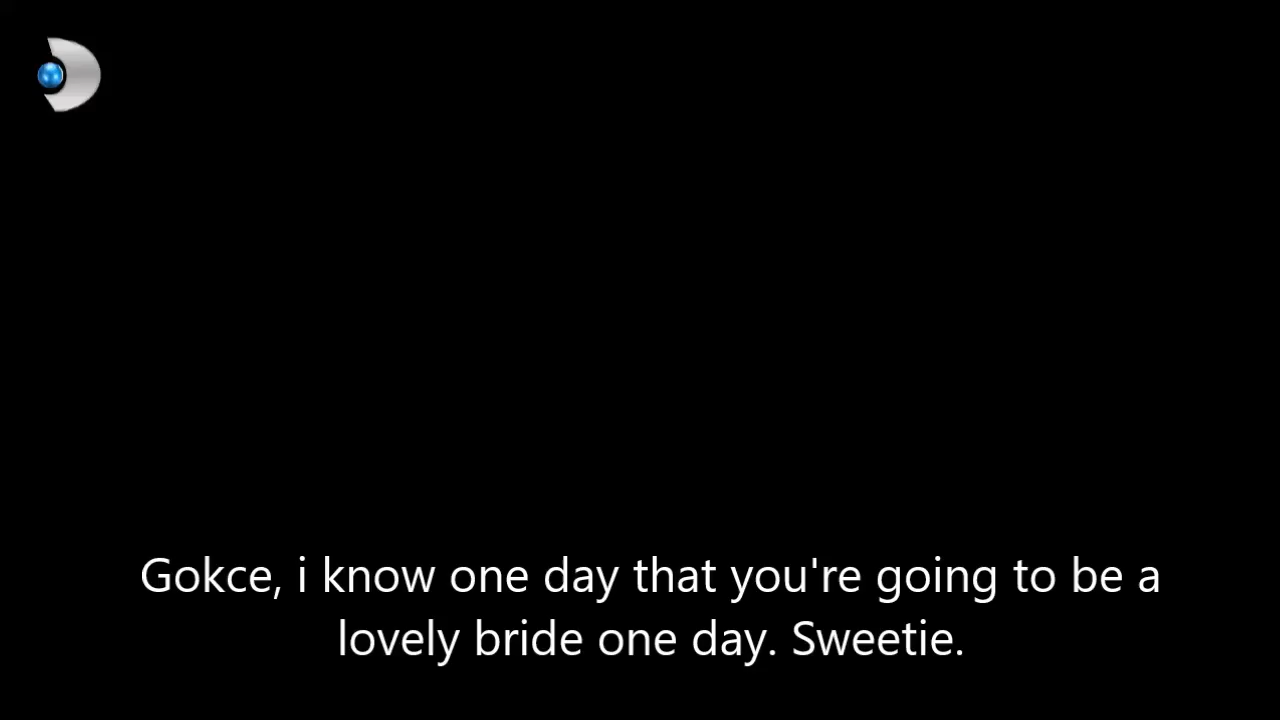 Gokce, i know one day that you're going to be a
lovely bride one day. Sweetie.